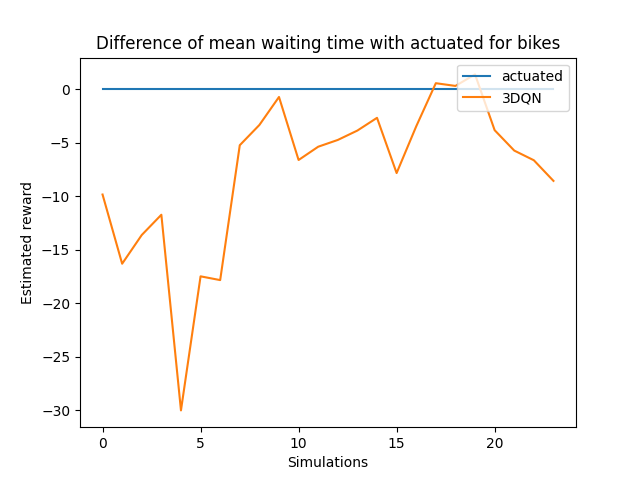 Difference of mean waiting time with actuated for bikes
actuated
3DQN
0
−5
−10
−15
−20
−25
−30
Estimated reward
0 5 10 15 20
Simulations